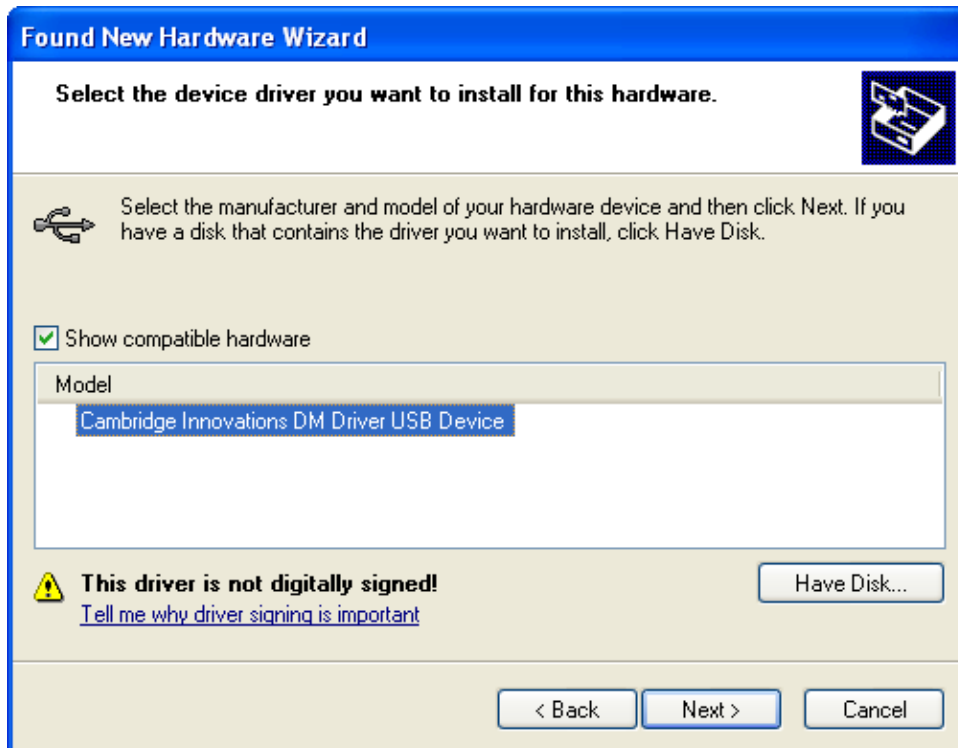 Found New Hardware Wizard
Select the device driver you want to install for this hardware.
Select the manufacturer and model of your hardware device and then click Next. If you
have a disk that contains the driver you want to install, click Have Disk.
Show compatible hardware
Model
Cambridge Innovations DM Driver USB Device
This driver is not digitally signed!
Have Disk...
Tell me why driver signing is important
< Back
Next >
Cancel